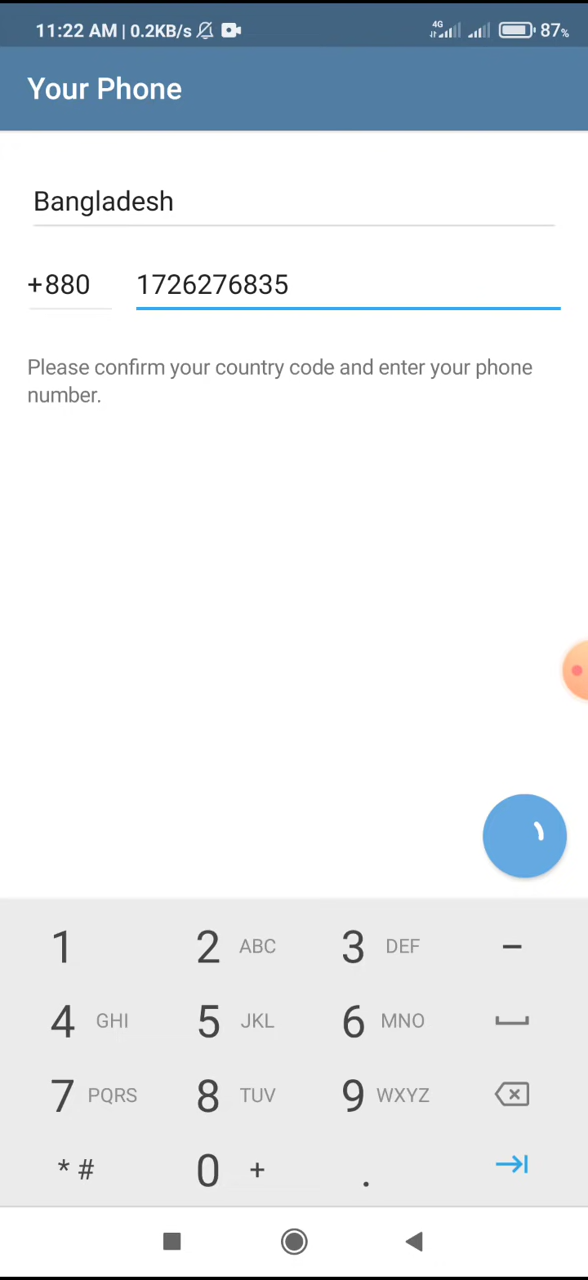 11:22 AM | 0.2KB/s 4G 87%
Your Phone
Bangladesh
+880 1726276835
Please confirm your country code and enter your phone
number.
1 2 ABC 3 DEF –
4 GHI 5 JKL 6 MNO
7 PQRS 8 TUV 9 WXYZ
* # 0 + .